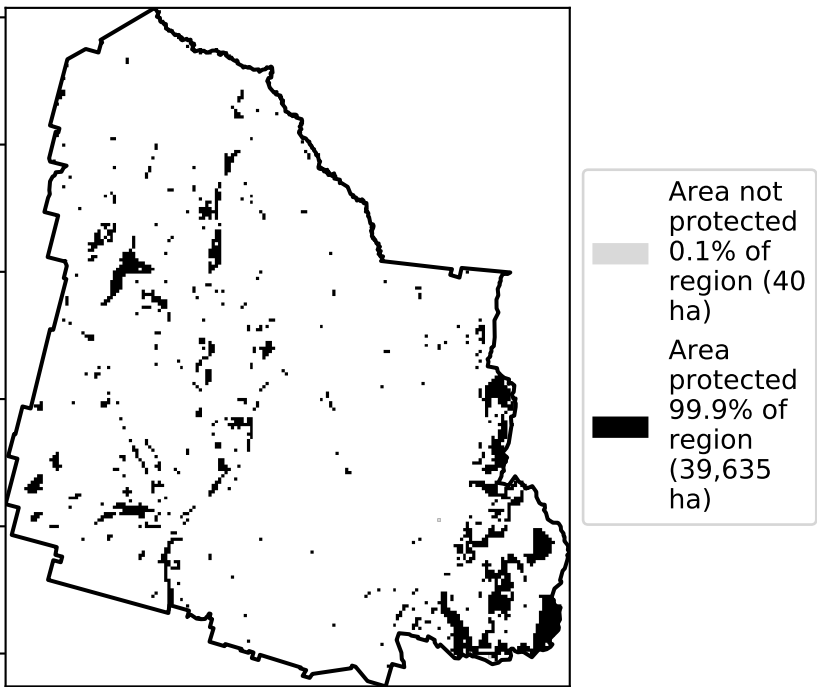 Area not
protected
0.1% of
region (40
ha)
Area
protected
99.9% of
region
(39,635
ha)